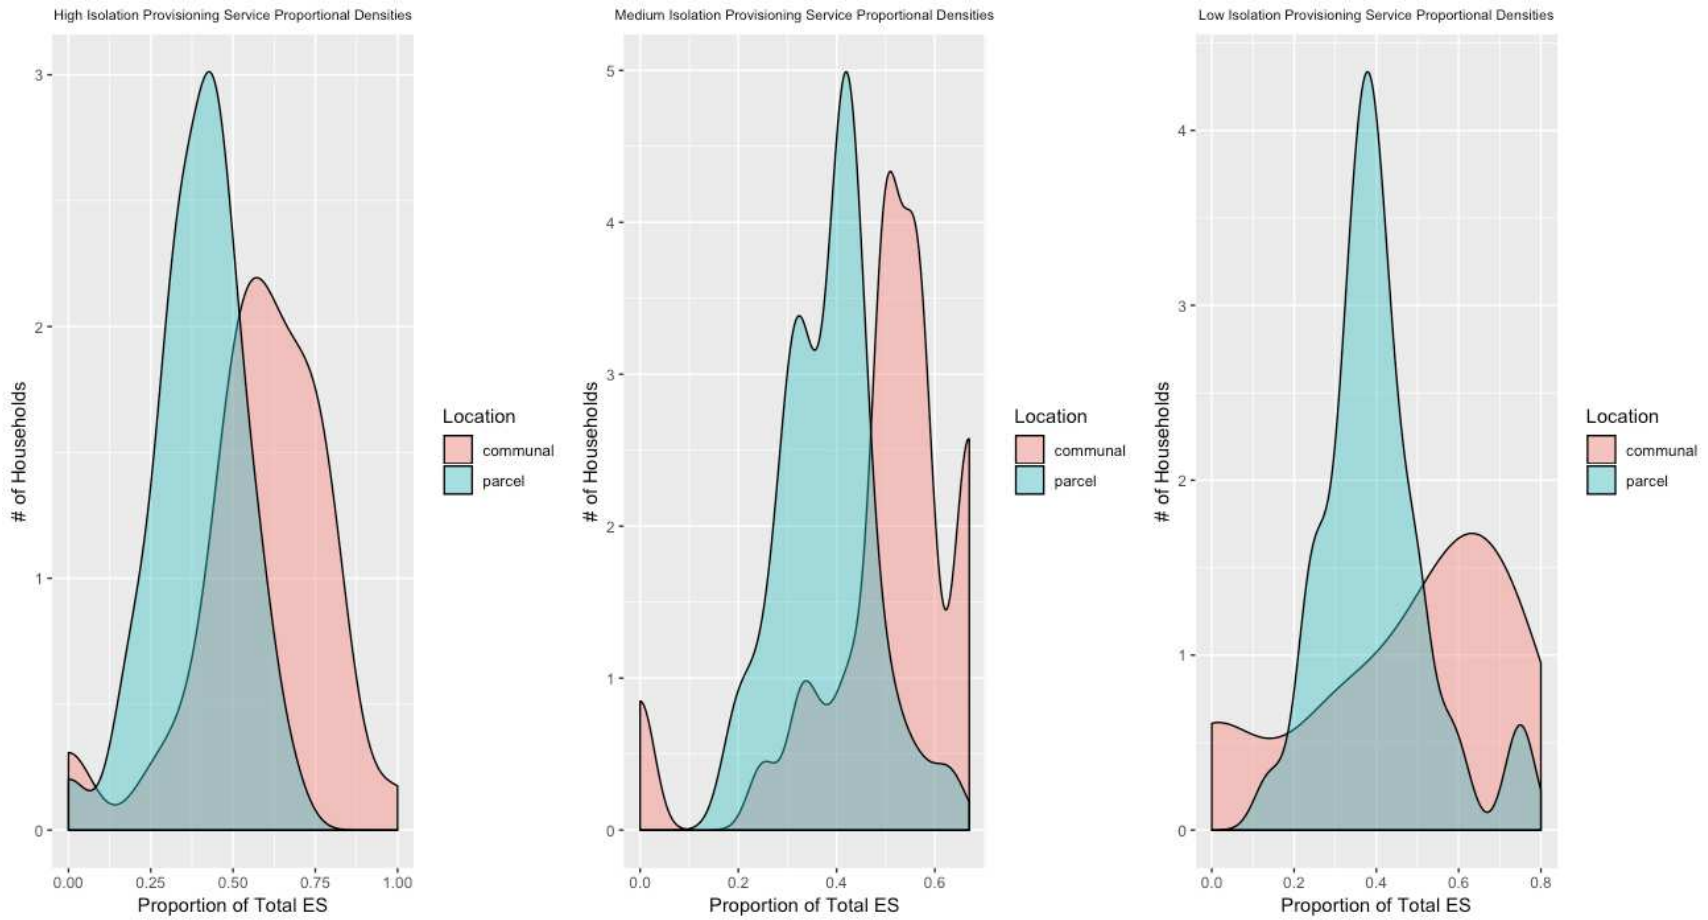 High Isolation Provisioning Service Proportional Densities
3
2
1
0
# of Households
0.00 0.25 0.50 0.75 1.00
Proportion of Total ES
Location
communal
parcel
Medium Isolation Provisioning Service Proportional Densities
5
4
3
2
1
0
# of Households
0.0 0.2 0.4 0.6
Proportion of Total ES
Location
communal
parcel
Low Isolation Provisioning Service Proportional Densities
4
3
2
1
0
# of Households
0.0 0.2 0.4 0.6 0.8
Proportion of Total ES
Location
communal
parcel